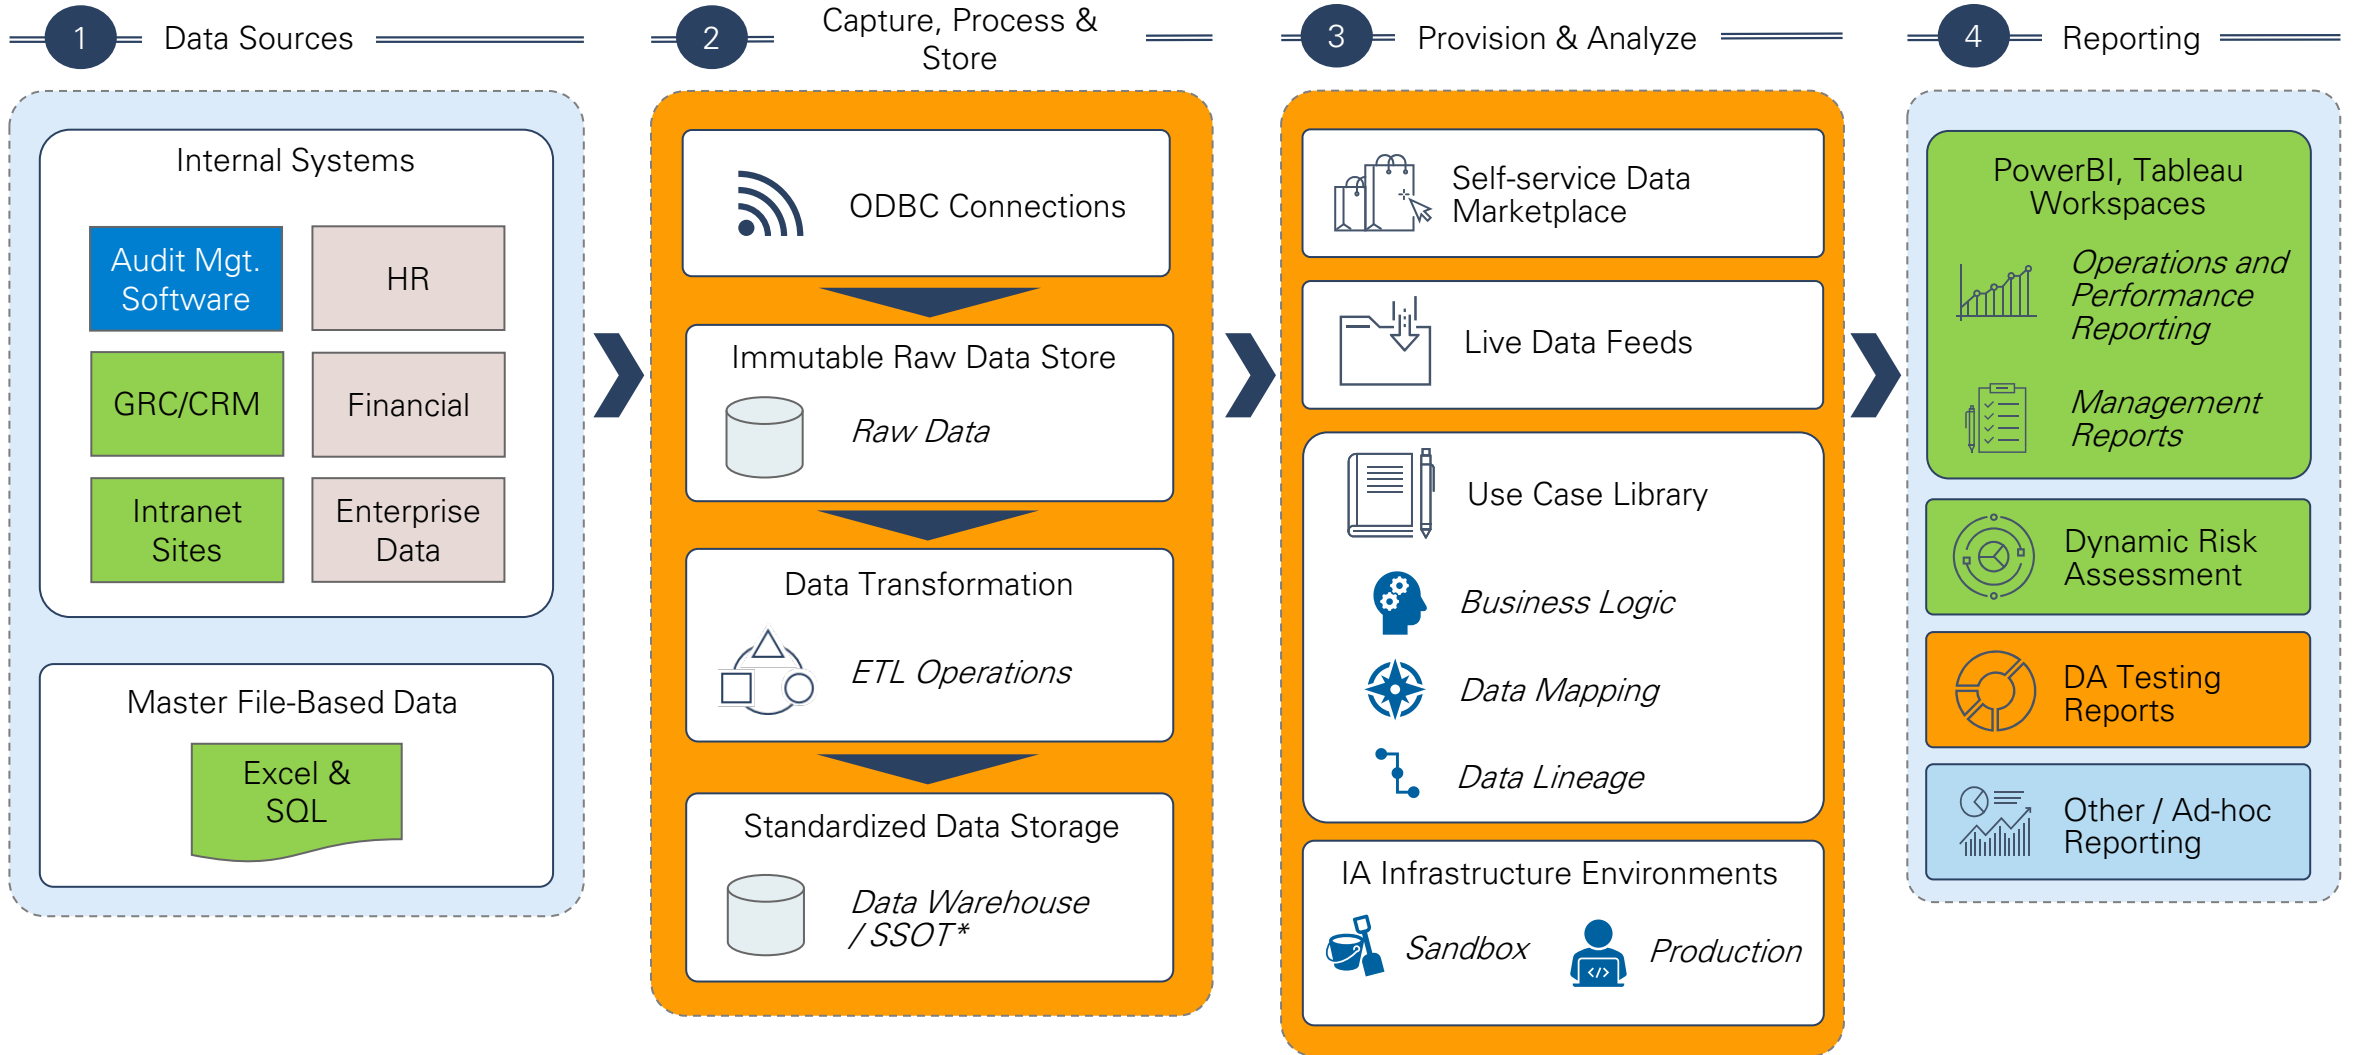 1
Data Sources
Internal Systems
Audit Mgt.
Software
HR
GRC/CRM
Financial
Intranet
Sites
Enterprise
Data
Master File-Based Data
Excel &
SQL
2
Capture, Process &
Store
ODBC Connections
Immutable Raw Data Store
Raw Data
Data Transformation
ETL Operations
Standardized Data Storage
Data Warehouse
/ SSOT*
3
Provision & Analyze
Self-service Data
Marketplace
Live Data Feeds
Use Case Library
Business Logic
Data Mapping
Data Lineage
IA Infrastructure Environments
Sandbox
</>
Production
4
Reporting
PowerBI, Tableau
Workspaces
Operations and
Performance
Reporting
Management
Reports
Dynamic Risk
Assessment
DA Testing
Reports
Other / Ad-hoc
Reporting